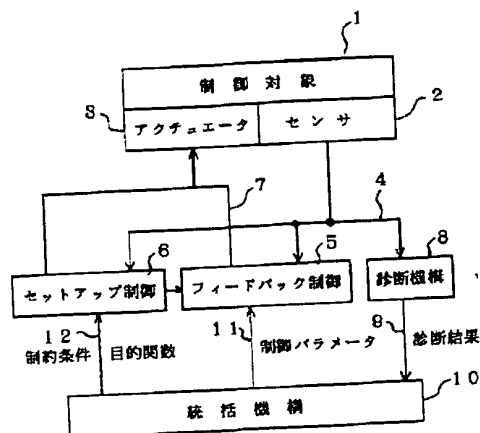 1
制御対象
3
アクチュエータ
センサ
2
7
4
6
5
8
セットアップ制御
フィードバック制御
診断機構
12
制約条件
目的関数
11
制御パラメータ
9
診断結果
統括機構
10